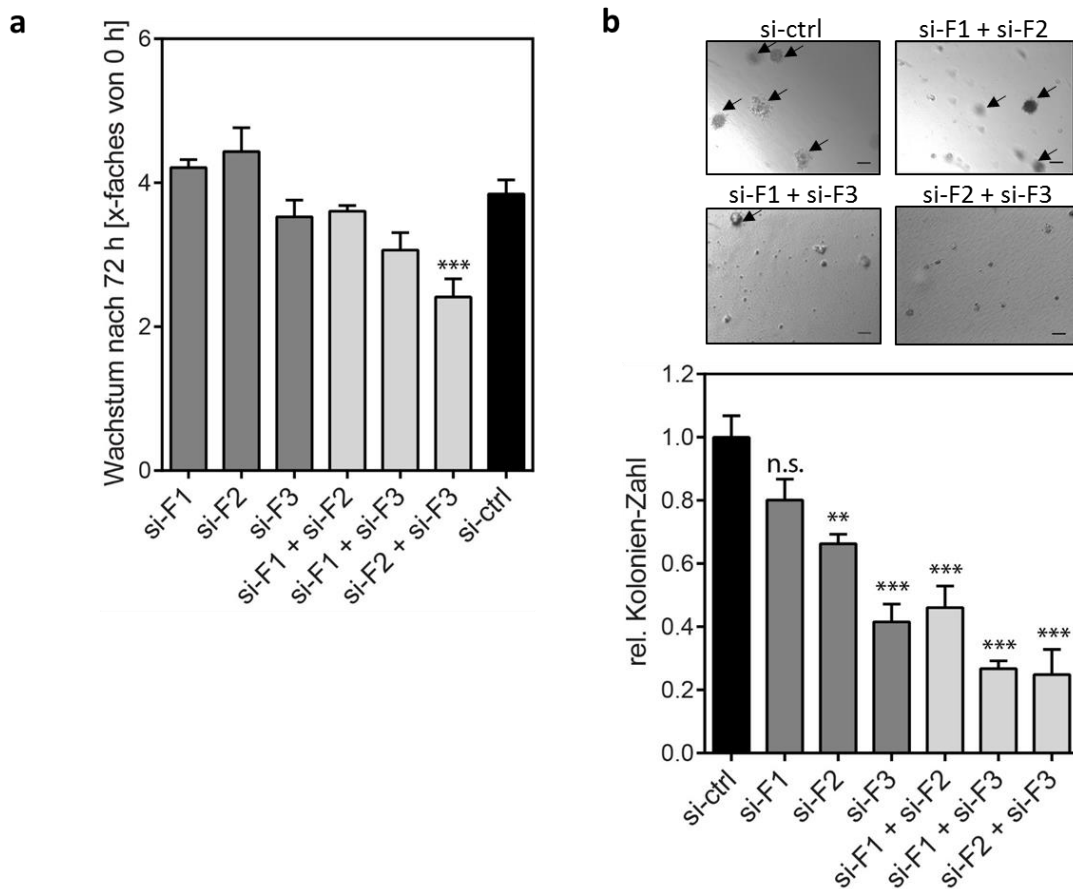 a
Wachstum nach 72 h [x-faches von 0 h]
6
4
2
0
***
si-F1
si-F2
si-F3
si-F1 + si-F2
si-F1 + si-F3
si-F2 + si-F3
si-ctrl
b
si-ctrl
si-F1 + si-F2
si-F1 + si-F3
si-F2 + si-F3
rel. Kolonien-Zahl
1.2
1.0
0.8
0.6
0.4
0.2
0.0
n.s.
**
***
***
***
***
si-ctrl
si-F1
si-F2
si-F3
si-F1 + si-F2
si-F1 + si-F3
si-F2 + si-F3